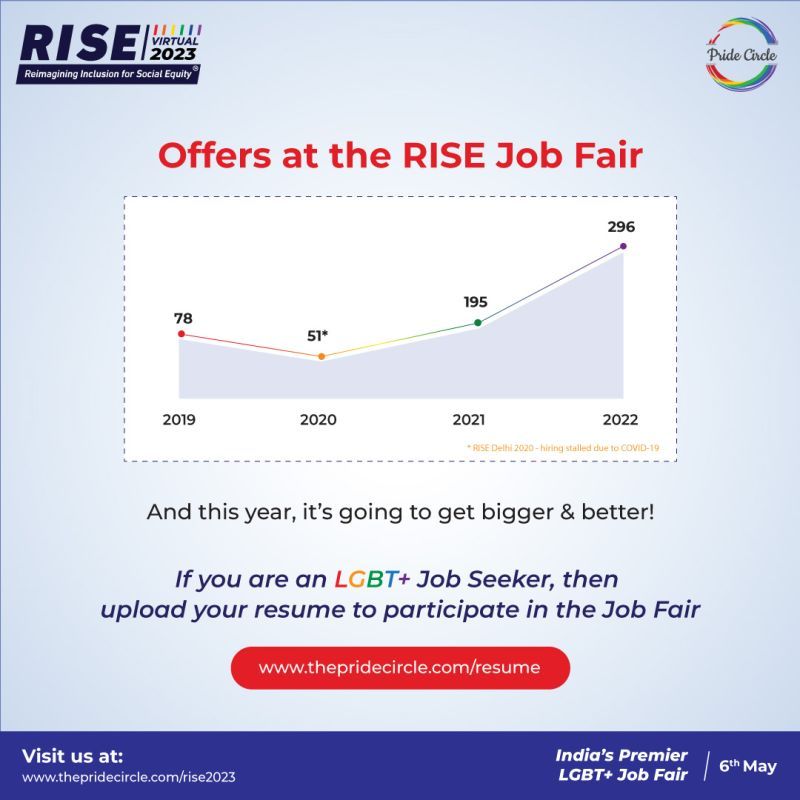 RISE VIRTUAL 2023
Reimagining Inclusion for Social Equity®
Pride Circle
Offers at the RISE Job Fair
296
195
78
51*
2019 2020 2021 2022
* RISE Delhi 2020 - hiring stalled due to COVID-19
And this year, it’s going to get bigger & better!
If you are an LGBT+ Job Seeker, then
upload your resume to participate in the Job Fair
www.thepridecircle.com/resume
Visit us at:
www.thepridecircle.com/rise2023
India’s Premier
LGBT+ Job Fair
6th May